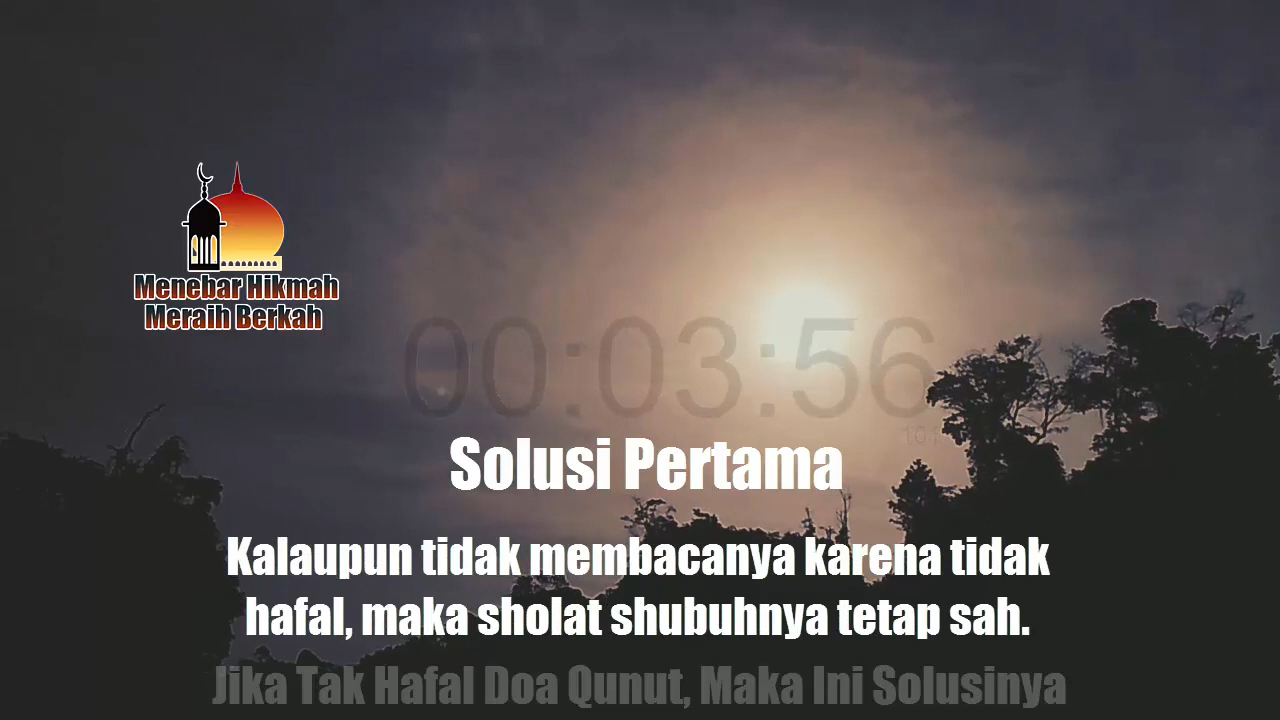 Menebar Hikmah
Meraih Berkah
00:03:56
Solusi Pertama
Kalaupun tidak membacanya karena tidak
hafal, maka sholat shubuhnya tetap sah.
Jika Tak Hafal Doa Qunut, Maka Ini Solusinya